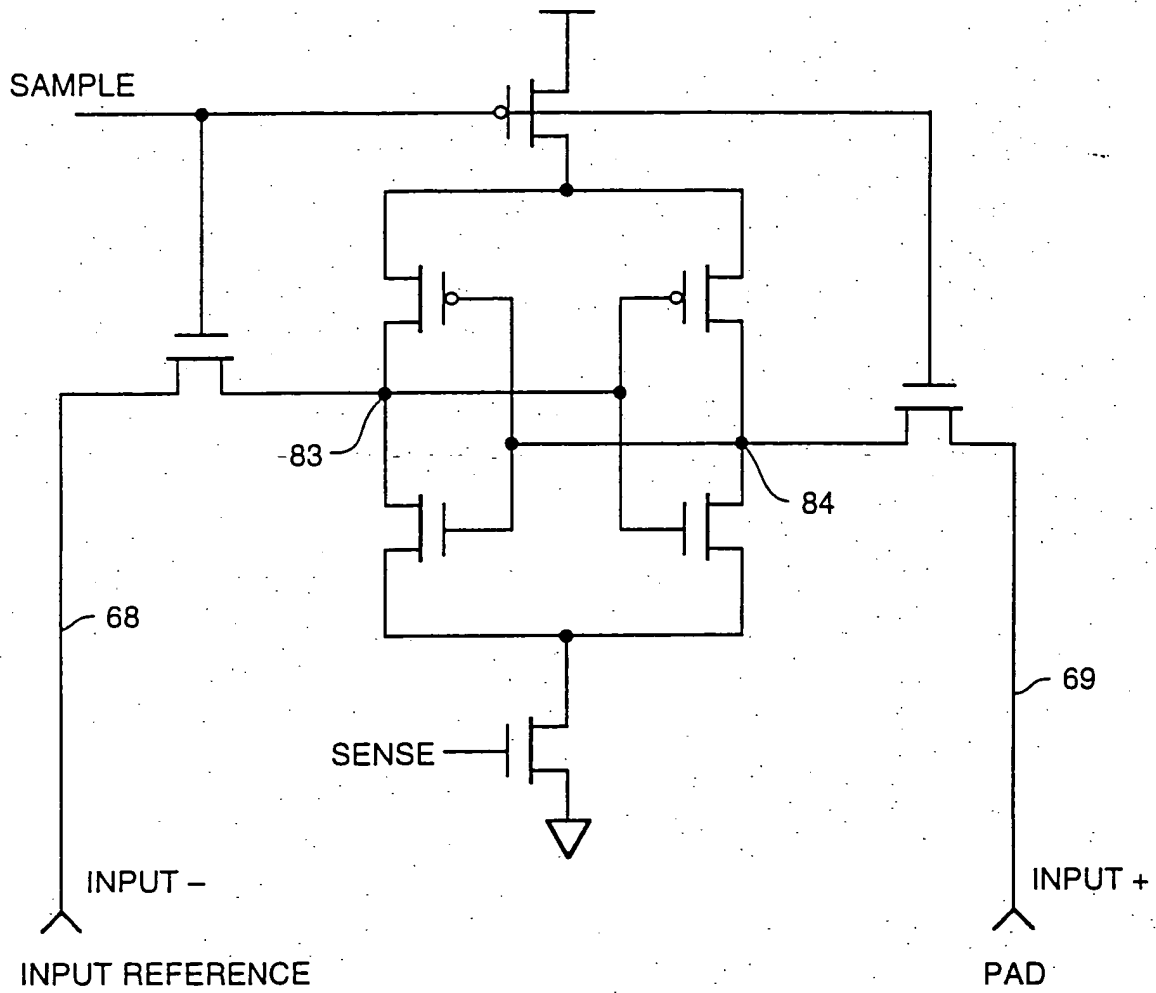 SAMPLE
83
84
68
69
SENSE
INPUT –
INPUT +
INPUT REFERENCE
PAD